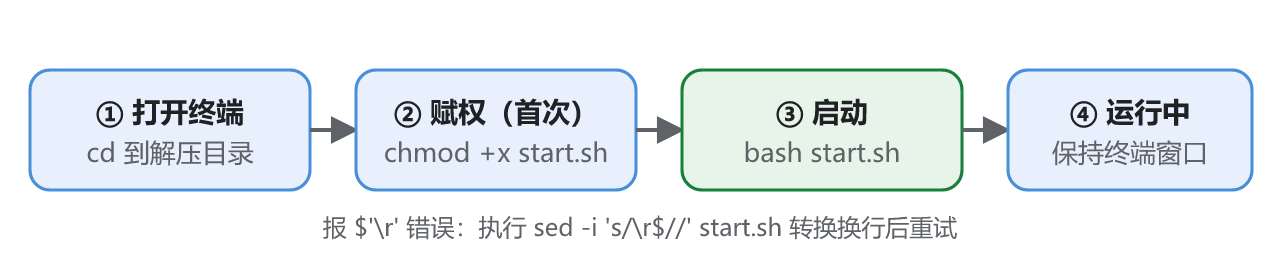 ① 打开终端
cd 到解压目录
② 赋权（首次）
chmod +x start.sh
③ 启动
bash start.sh
④ 运行中
保持终端窗口
报 $'\r' 错误：执行 sed -i 's/\r$//' start.sh 转换换行后重试